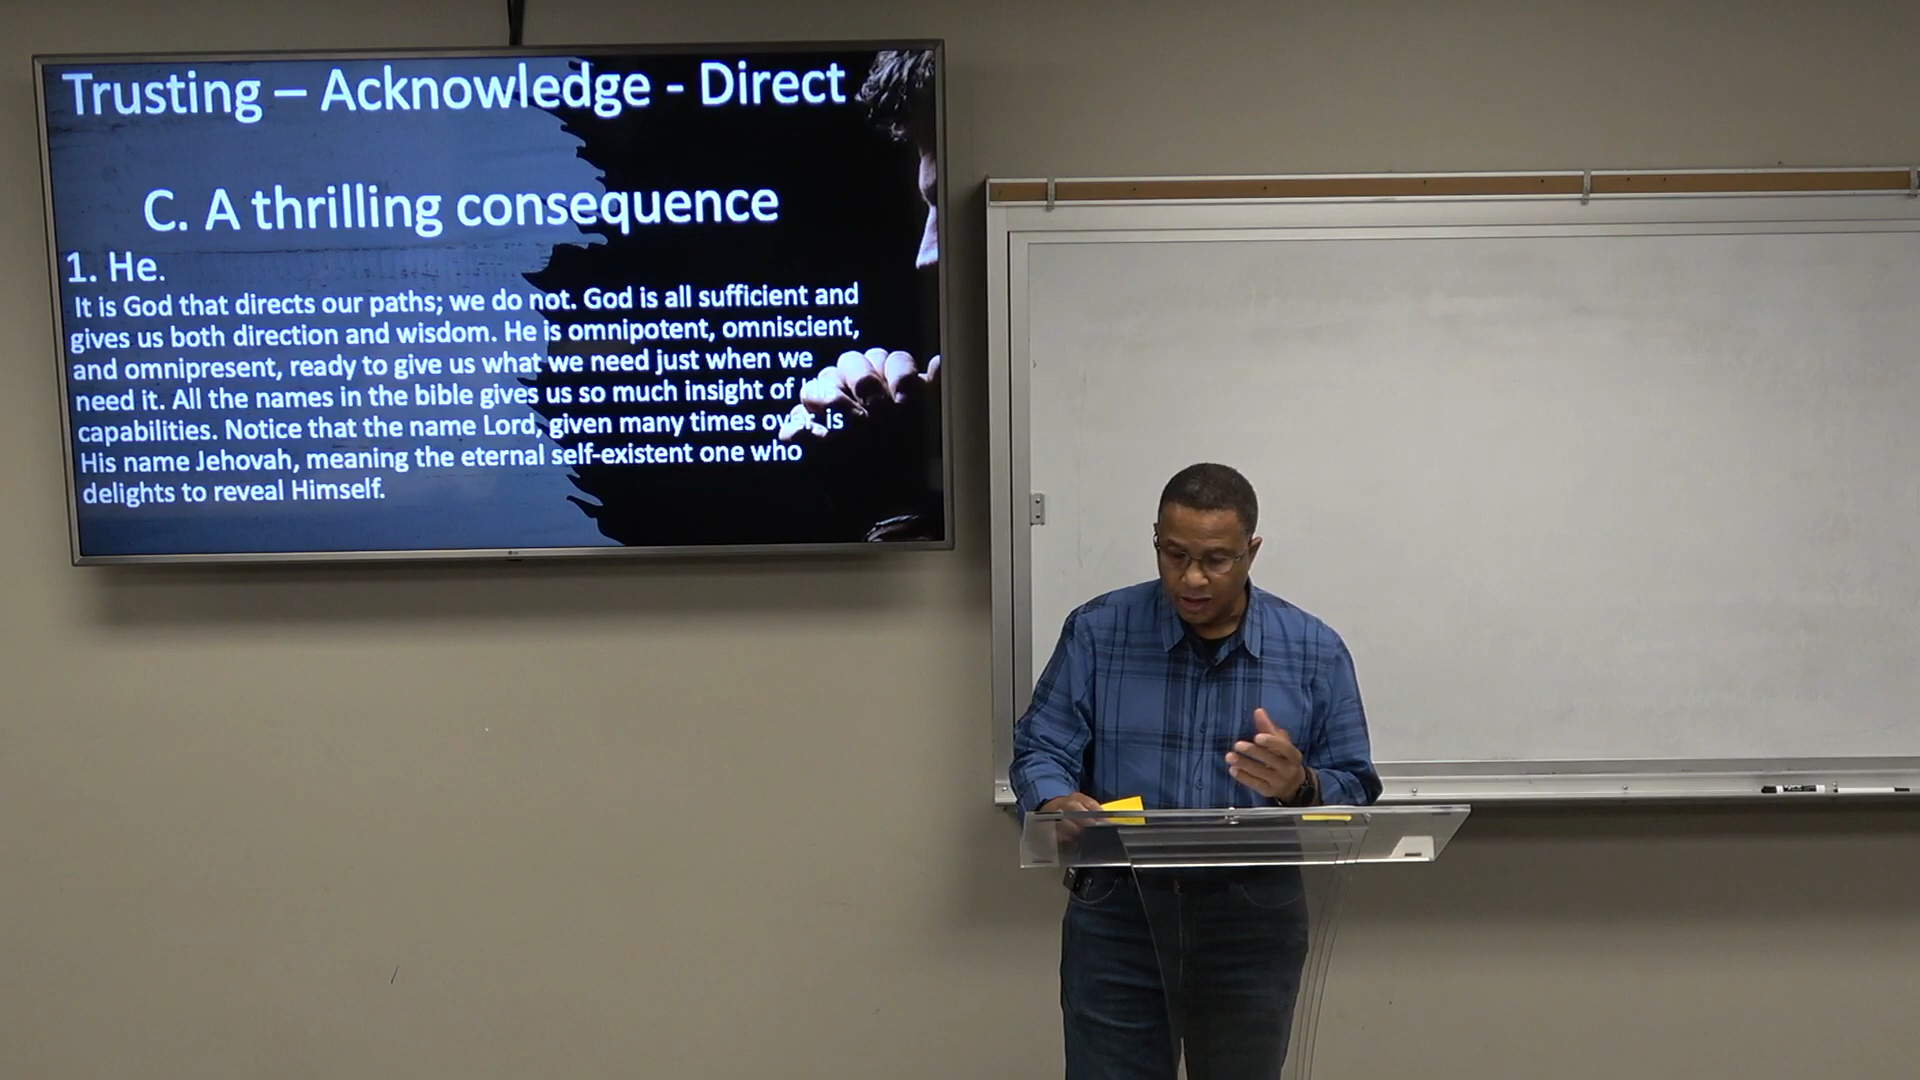 Trusting – Acknowledge - Direct
C. A thrilling consequence
1. He.
It is God that directs our paths; we do not. God is all sufficient and
gives us both direction and wisdom. He is omnipotent, omniscient,
and omnipresent, ready to give us what we need just when we
need it. All the names in the bible gives us so much insight of
capabilities. Notice that the name Lord, given many times over, is
His name Jehovah, meaning the eternal self-existent one who
delights to reveal Himself.
LG